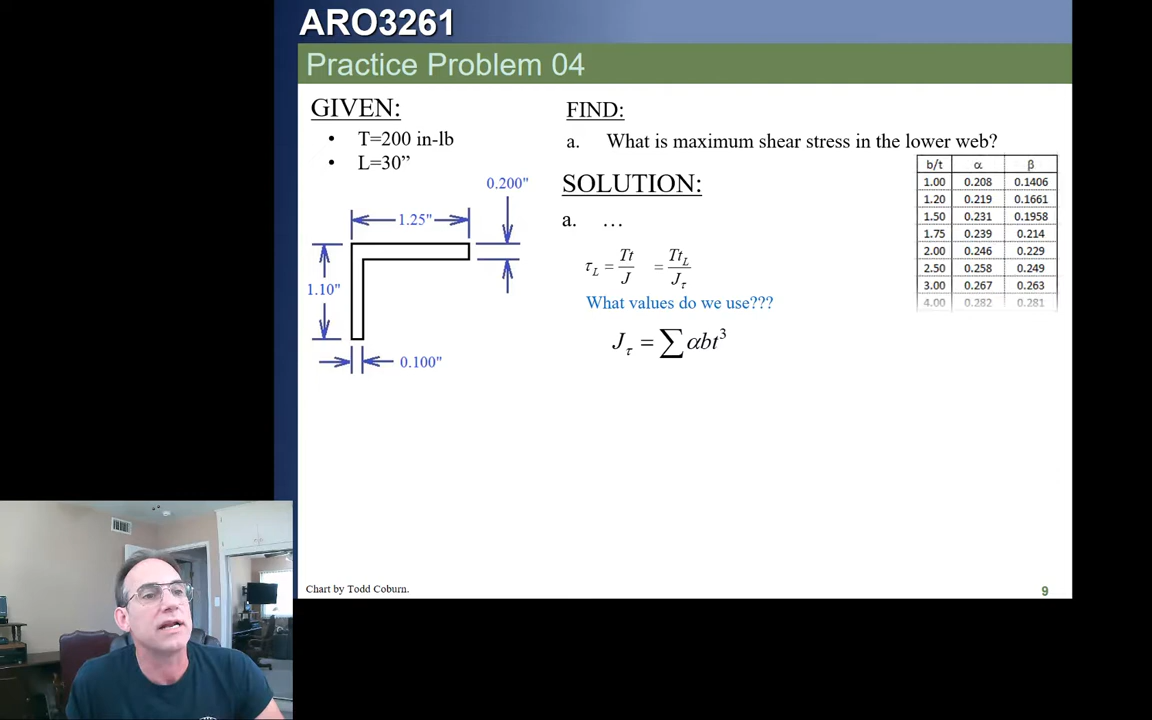 ARO3261
Practice Problem 04
GIVEN:
• T=200 in-lb
• L=30”
0.200"
1.25"
1.10"
0.100"
FIND:
a. What is maximum shear stress in the lower web?
SOLUTION:
a. …
τ_L = Tt/J = Tt_L/J_τ
What values do we use???
J_τ = ∑ αbt³
b/t α β
1.00 0.208 0.1406
1.20 0.219 0.1661
1.50 0.231 0.1958
1.75 0.239 0.214
2.00 0.246 0.229
2.50 0.258 0.249
3.00 0.267 0.263
4.00 0.282 0.281
Chart by Todd Coburn.
9